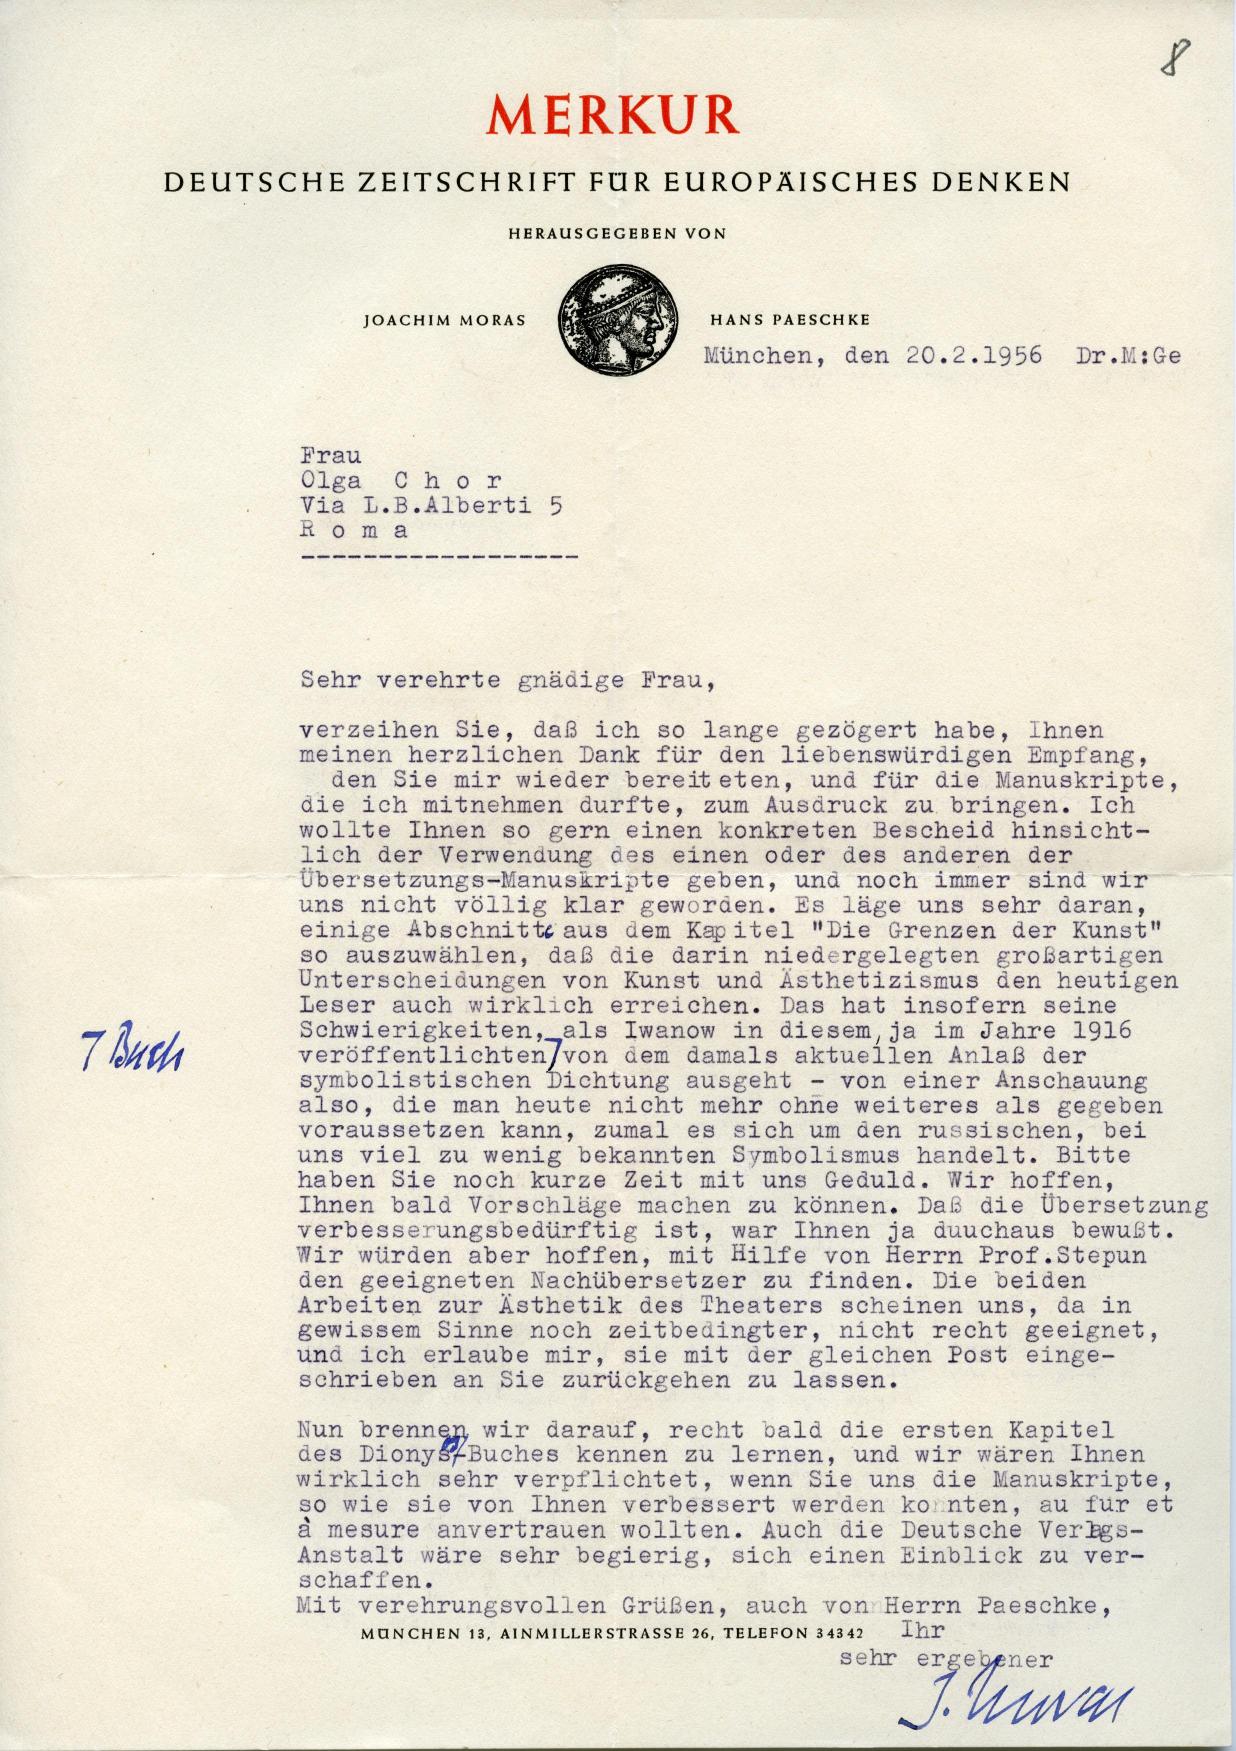 8
MERKUR
DEUTSCHE ZEITSCHRIFT FÜR EUROPÄISCHES DENKEN
HERAUSGEGEBEN VON
JOACHIM MORAS HANS PAESCHKE
München, den 20.2.1956 Dr.M:Ge
Frau
Olga C h o r
Via L.B.Alberti 5
R o m a
------------------
Sehr verehrte gnädige Frau,
verzeihen Sie, daß ich so lange gezögert habe, Ihnen
meinen herzlichen Dank für den liebenswürdigen Empfang,
den Sie mir wieder bereiteten, und für die Manuskripte,
die ich mitnehmen durfte, zum Ausdruck zu bringen. Ich
wollte Ihnen so gern einen konkreten Bescheid hinsicht-
lich der Verwendung des einen oder des anderen der
Übersetzungs-Manuskripte geben, und noch immer sind wir
uns nicht völlig klar geworden. Es läge uns sehr daran,
einige Abschnitte aus dem Kapitel "Die Grenzen der Kunst"
so auszuwählen, daß die darin niedergelegten großartigen
Unterscheidungen von Kunst und Ästhetizismus den heutigen
Leser auch wirklich erreichen. Das hat insofern seine
Schwierigkeiten, als Iwanow in diesem, ja im Jahre 1916
⌈ Buch veröffentlichten ⌈ von dem damals aktuellen Anlaß der
symbolistischen Dichtung ausgeht - von einer Anschauung
also, die man heute nicht mehr ohne weiteres als gegeben
voraussetzen kann, zumal es sich um den russischen, bei
uns viel zu wenig bekannten Symbolismus handelt. Bitte
haben Sie noch kurze Zeit mit uns Geduld. Wir hoffen,
Ihnen bald Vorschläge machen zu können. Daß die Übersetzung
verbesserungsbedürftig ist, war Ihnen ja duuchaus bewußt.
Wir würden aber hoffen, mit Hilfe von Herrn Prof.Stepun
den geeigneten Nachübersetzer zu finden. Die beiden
Arbeiten zur Ästhetik des Theaters scheinen uns, da in
gewissem Sinne noch zeitbedingter, nicht recht geeignet,
und ich erlaube mir, sie mit der gleichen Post einge-
schrieben an Sie zurückgehen zu lassen.
Nun brennen wir darauf, recht bald die ersten Kapitel
des Dionys-Buches kennen zu lernen, und wir wären Ihnen
wirklich sehr verpflichtet, wenn Sie uns die Manuskripte,
so wie sie von Ihnen verbessert werden konnten, au fur et
à mesure anvertrauen wollten. Auch die Deutsche Verlags-
Anstalt wäre sehr begierig, sich einen Einblick zu ver-
schaffen.
Mit verehrungsvollen Grüßen, auch von Herrn Paeschke,
MÜNCHEN 13, AINMILLERSTRASSE 26, TELEFON 34342 Ihr
sehr ergebener
J. Moras